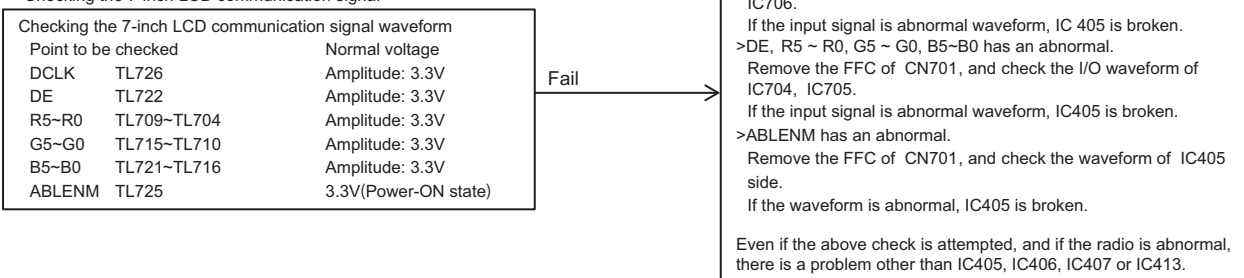 Checking the 7-inch LCD communication signal
Checking the 7-inch LCD communication signal waveform
Point to be checked Normal voltage
DCLK TL726 Amplitude: 3.3V
DE TL722 Amplitude: 3.3V
R5~R0 TL709~TL704 Amplitude: 3.3V
G5~G0 TL715~TL710 Amplitude: 3.3V
B5~B0 TL721~TL716 Amplitude: 3.3V
ABLENM TL725 3.3V(Power-ON state)
Fail
IC706.
If the input signal is abnormal waveform, IC 405 is broken.
>DE, R5 ~ R0, G5 ~ G0, B5~B0 has an abnormal.
Remove the FFC of CN701, and check the I/O waveform of
IC704, IC705.
If the input signal is abnormal waveform, IC405 is broken.
>ABLENM has an abnormal.
Remove the FFC of CN701, and check the waveform of IC405
side.
If the waveform is abnormal, IC405 is broken.
Even if the above check is attempted, and if the radio is abnormal,
there is a problem other than IC405, IC406, IC407 or IC413.